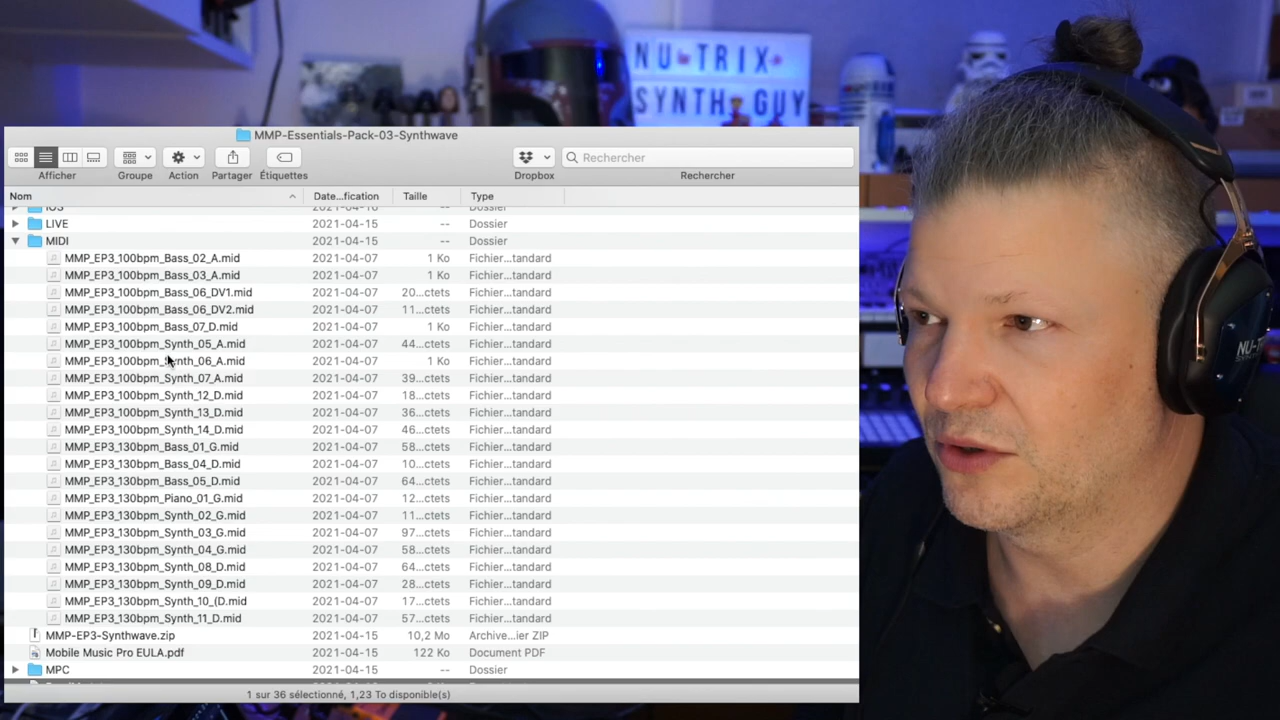 NU-TRIX
SYNTH GUY
MMP-Essentials-Pack-03-Synthwave
Rechercher
Afficher Groupe Action Partager Étiquettes Dropbox Rechercher
Nom Date...fication Taille Type
LIVE 2021-04-15 -- Dossier
MIDI 2021-04-15 -- Dossier
MMP_EP3_100bpm_Bass_02_A.mid 2021-04-07 1 Ko Fichier...tandard
MMP_EP3_100bpm_Bass_03_A.mid 2021-04-07 1 Ko Fichier...tandard
MMP_EP3_100bpm_Bass_06_DV1.mid 2021-04-07 20...ctets Fichier...tandard
MMP_EP3_100bpm_Bass_06_DV2.mid 2021-04-07 11...ctets Fichier...tandard
MMP_EP3_100bpm_Bass_07_D.mid 2021-04-07 1 Ko Fichier...tandard
MMP_EP3_100bpm_Synth_05_A.mid 2021-04-07 44...ctets Fichier...tandard
MMP_EP3_100bpm_Synth_06_A.mid 2021-04-07 1 Ko Fichier...tandard
MMP_EP3_100bpm_Synth_07_A.mid 2021-04-07 39...ctets Fichier...tandard
MMP_EP3_100bpm_Synth_12_D.mid 2021-04-07 18...ctets Fichier...tandard
MMP_EP3_100bpm_Synth_13_D.mid 2021-04-07 36...ctets Fichier...tandard
MMP_EP3_100bpm_Synth_14_D.mid 2021-04-07 46...ctets Fichier...tandard
MMP_EP3_130bpm_Bass_01_G.mid 2021-04-07 58...ctets Fichier...tandard
MMP_EP3_130bpm_Bass_04_D.mid 2021-04-07 10...ctets Fichier...tandard
MMP_EP3_130bpm_Bass_05_D.mid 2021-04-07 64...ctets Fichier...tandard
MMP_EP3_130bpm_Piano_01_G.mid 2021-04-07 12...ctets Fichier...tandard
MMP_EP3_130bpm_Synth_02_G.mid 2021-04-07 11...ctets Fichier...tandard
MMP_EP3_130bpm_Synth_03_G.mid 2021-04-07 97...ctets Fichier...tandard
MMP_EP3_130bpm_Synth_04_G.mid 2021-04-07 58...ctets Fichier...tandard
MMP_EP3_130bpm_Synth_08_D.mid 2021-04-07 64...ctets Fichier...tandard
MMP_EP3_130bpm_Synth_09_D.mid 2021-04-07 28...ctets Fichier...tandard
MMP_EP3_130bpm_Synth_10_(D.mid 2021-04-07 17...ctets Fichier...tandard
MMP_EP3_130bpm_Synth_11_D.mid 2021-04-07 57...ctets Fichier...tandard
MMP-EP3-Synthwave.zip 2021-04-15 10,2 Mo Archive...ier ZIP
Mobile Music Pro EULA.pdf 2021-04-15 122 Ko Document PDF
MPC 2021-04-15 -- Dossier
1 sur 36 sélectionné, 1,23 To disponible(s)